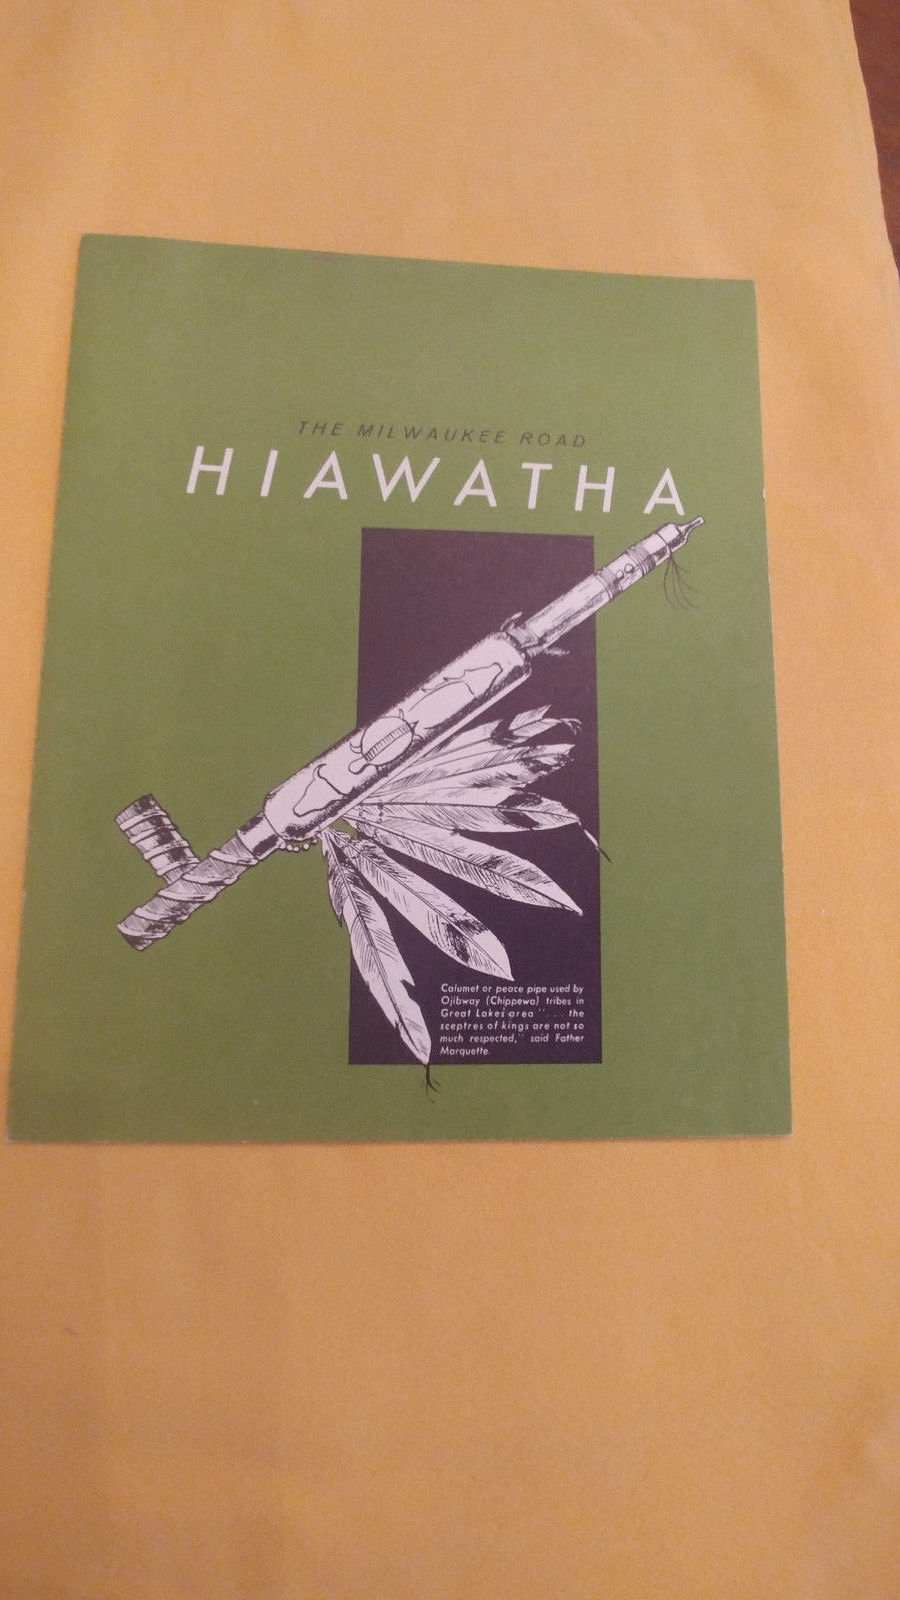 THE MILWAUKEE ROAD
HIAWATHA
Calumet or peace pipe used by
Ojibway (Chippewa) tribes in
Great Lakes area "... the
sceptres of kings are not so
much respected," said Father
Marquette.